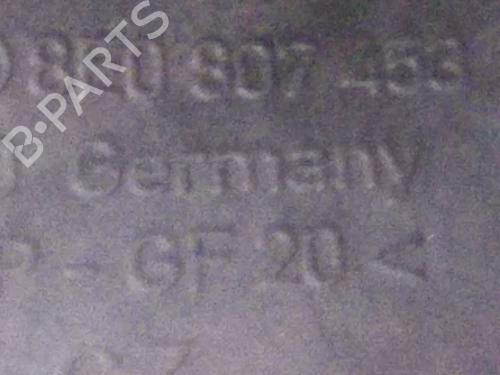 8E0 807 453
Germany
P-GF 20<
B-PARTS